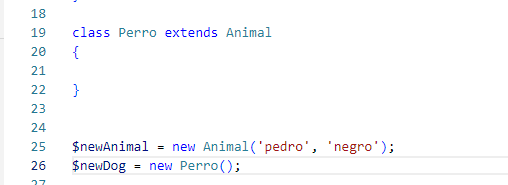 18
19 class Perro extends Animal
20 {
21
22 }
23
24
25 $newAnimal = new Animal('pedro', 'negro');
26 $newDog = new Perro();